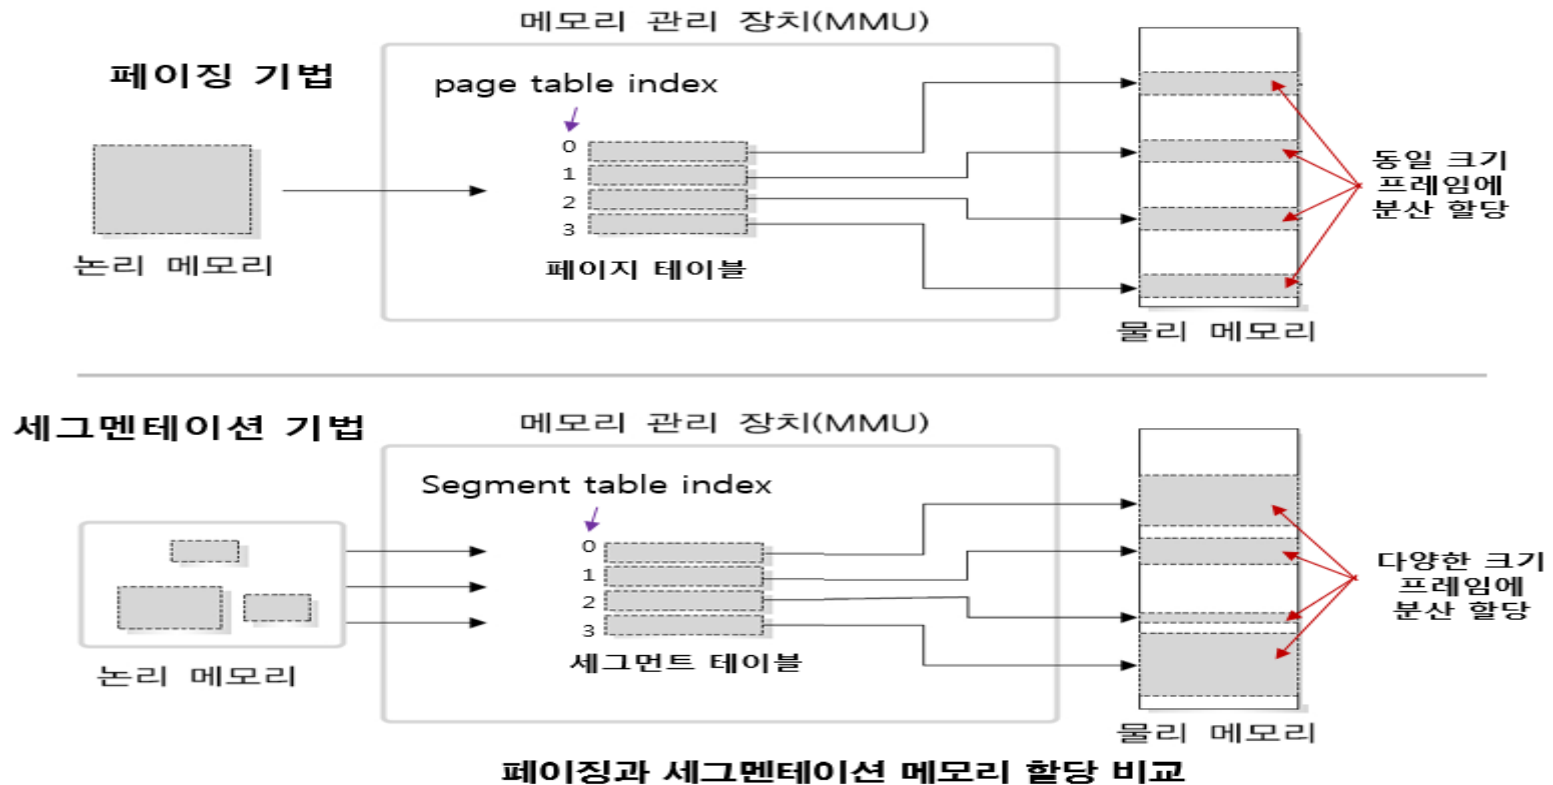 메모리 관리 장치(MMU)
페이징 기법
page table index
0
1
2
3
논리 메모리
페이지 테이블
동일 크기
프레임에
분산 할당
물리 메모리
세그멘테이션 기법
메모리 관리 장치(MMU)
Segment table index
0
1
2
3
논리 메모리
세그먼트 테이블
다양한 크기
프레임에
분산 할당
물리 메모리
페이징과 세그멘테이션 메모리 할당 비교